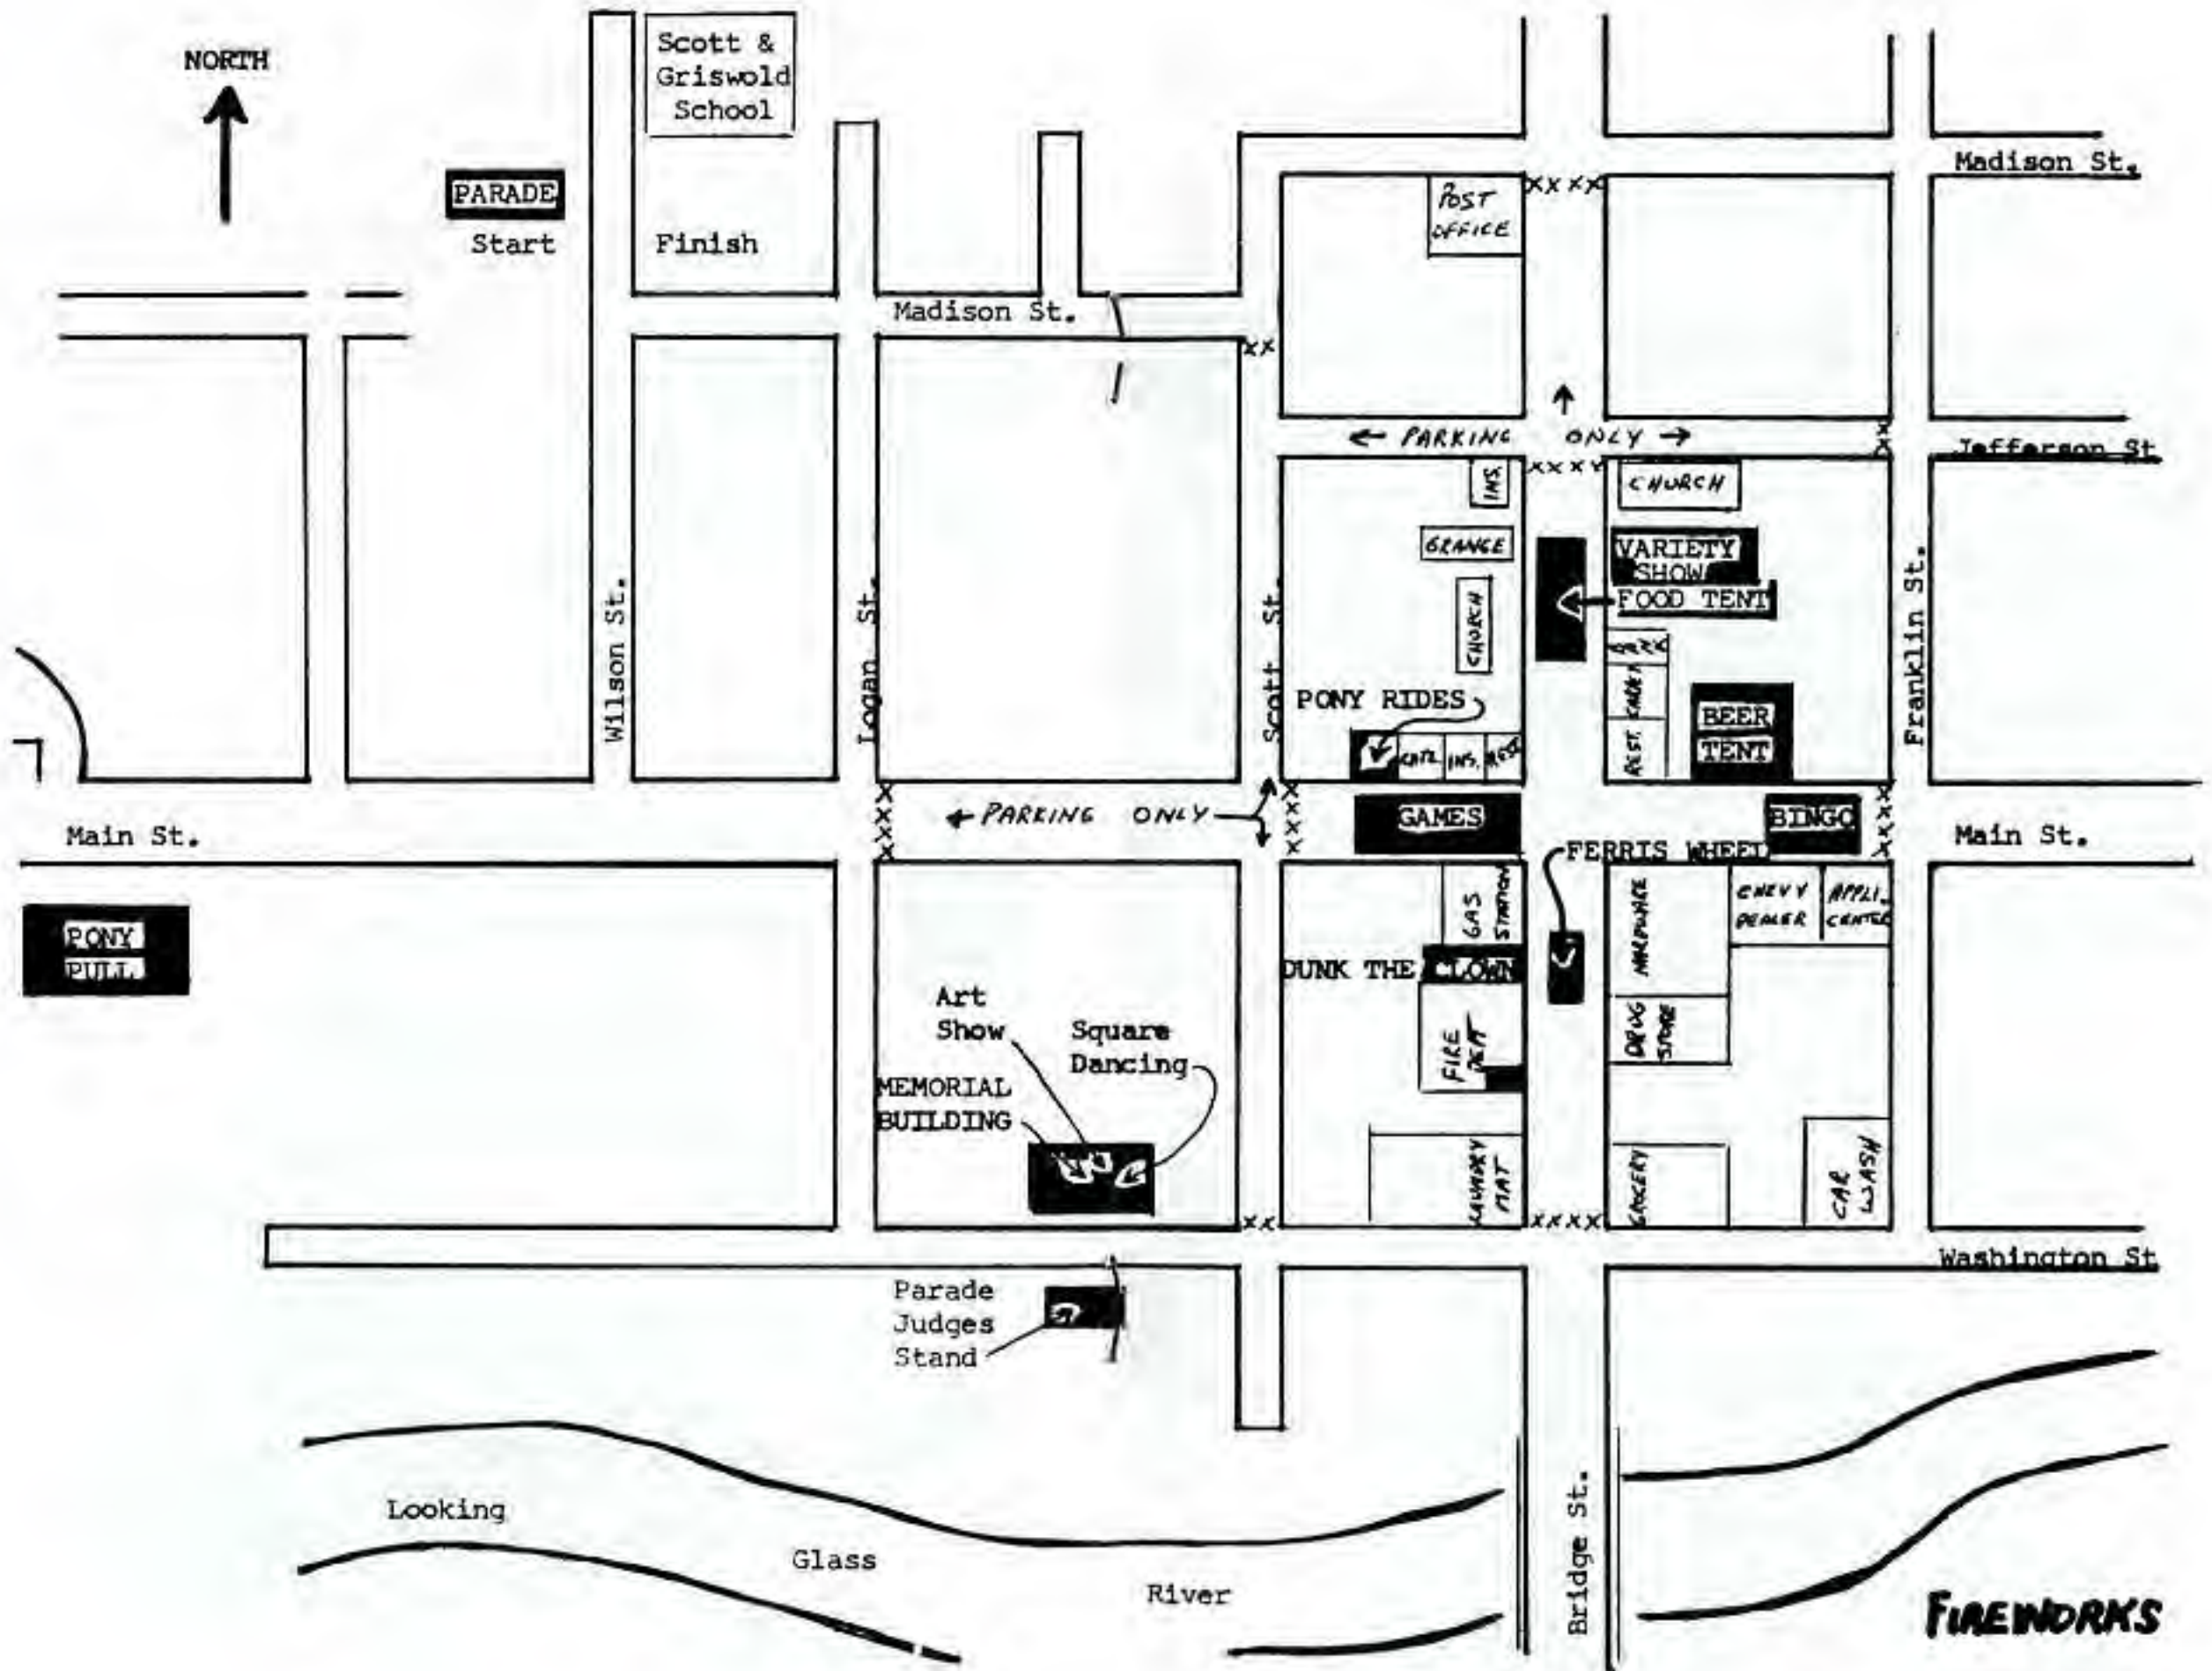 NORTH
Scott &
Griswold
School
PARADE
Start
Finish
Madison St.
POST
OFFICE
Madison St.
← PARKING ONLY →
Jefferson St
INS.
CHURCH
GRANGE
VARIETY
SHOW
FOOD TENT
CHURCH
Wilson St.
Logan St.
Scott St.
Franklin St.
PONY RIDES
INS.
REST.
BEER
TENT
Main St.
← PARKING ONLY
GAMES
BINGO
Main St.
FERRIS WHEEL
PONY
PULL
GAS
STATION
HARDWARE
CHEVY
DEALER
APPLI.
CENTER
DUNK THE CLOWN
Art
Show
Square
Dancing
FIRE
DEPT
DRUG
STORE
MEMORIAL
BUILDING
LAUNDRY
MAT
GROCERY
CAR
WASH
Washington St
Parade
Judges
Stand
Looking
Glass
River
Bridge St.
FIREWORKS